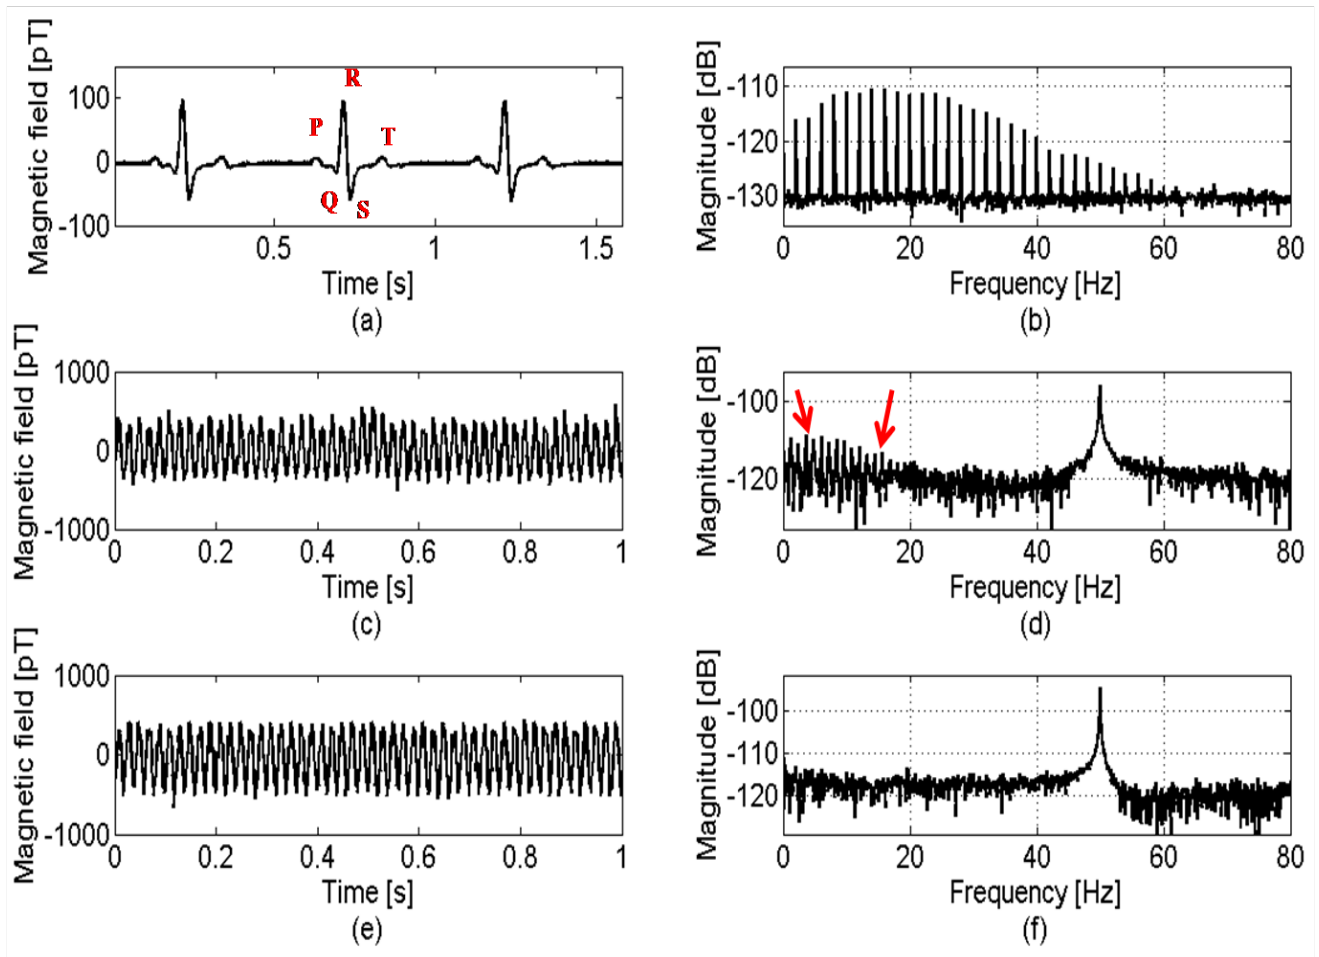 Magnetic field [pT]
100
0
-100
R
P
T
Q
S
0.5
1
1.5
Time [s]
(a)
Magnitude [dB]
-110
-120
-130
0
20
40
60
80
Frequency [Hz]
(b)
Magnetic field [pT]
1000
0
-1000
0
0.2
0.4
0.6
0.8
1
Time [s]
(c)
Magnitude [dB]
-100
-120
0
20
40
60
80
Frequency [Hz]
(d)
Magnetic field [pT]
1000
0
-1000
0
0.2
0.4
0.6
0.8
1
Time [s]
(e)
Magnitude [dB]
-100
-110
-120
0
20
40
60
80
Frequency [Hz]
(f)